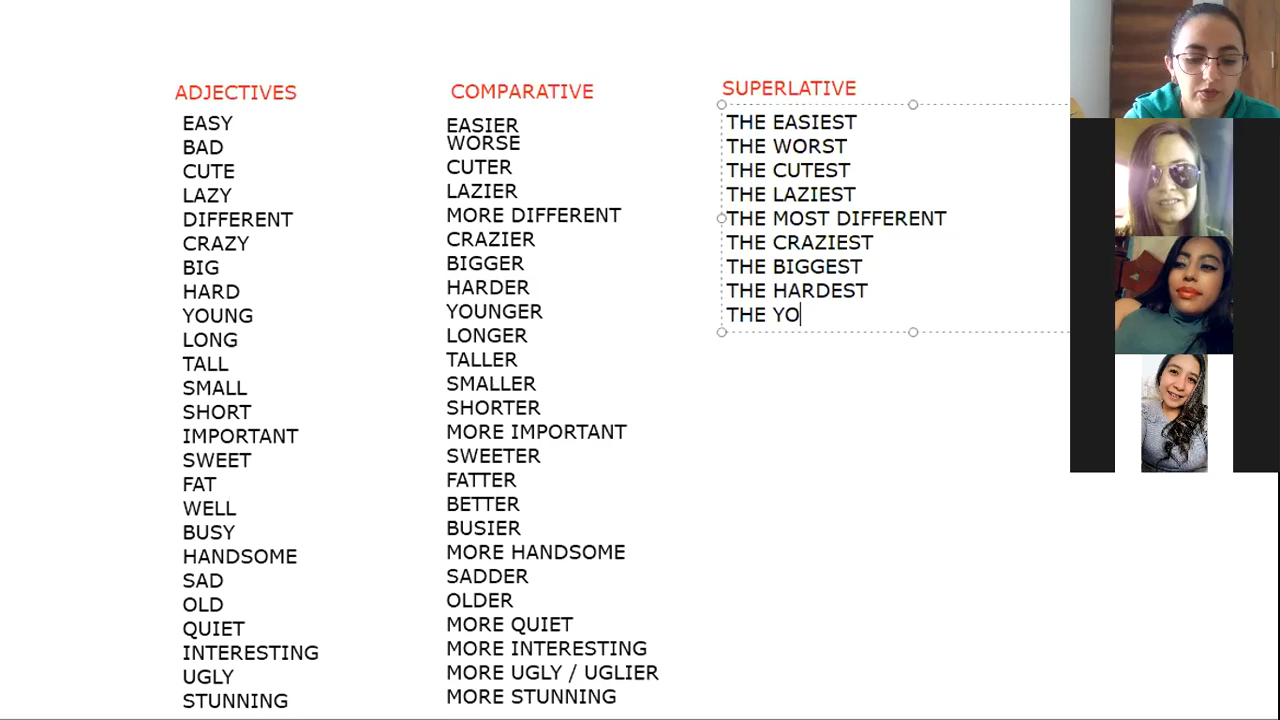 ADJECTIVES
EASY
BAD
CUTE
LAZY
DIFFERENT
CRAZY
BIG
HARD
YOUNG
LONG
TALL
SMALL
SHORT
IMPORTANT
SWEET
FAT
WELL
BUSY
HANDSOME
SAD
OLD
QUIET
INTERESTING
UGLY
STUNNING
COMPARATIVE
EASIER
WORSE
CUTER
LAZIER
MORE DIFFERENT
CRAZIER
BIGGER
HARDER
YOUNGER
LONGER
TALLER
SMALLER
SHORTER
MORE IMPORTANT
SWEETER
FATTER
BETTER
BUSIER
MORE HANDSOME
SADDER
OLDER
MORE QUIET
MORE INTERESTING
MORE UGLY / UGLIER
MORE STUNNING
SUPERLATIVE
THE EASIEST
THE WORST
THE CUTEST
THE LAZIEST
THE MOST DIFFERENT
THE CRAZIEST
THE BIGGEST
THE HARDEST
THE YO